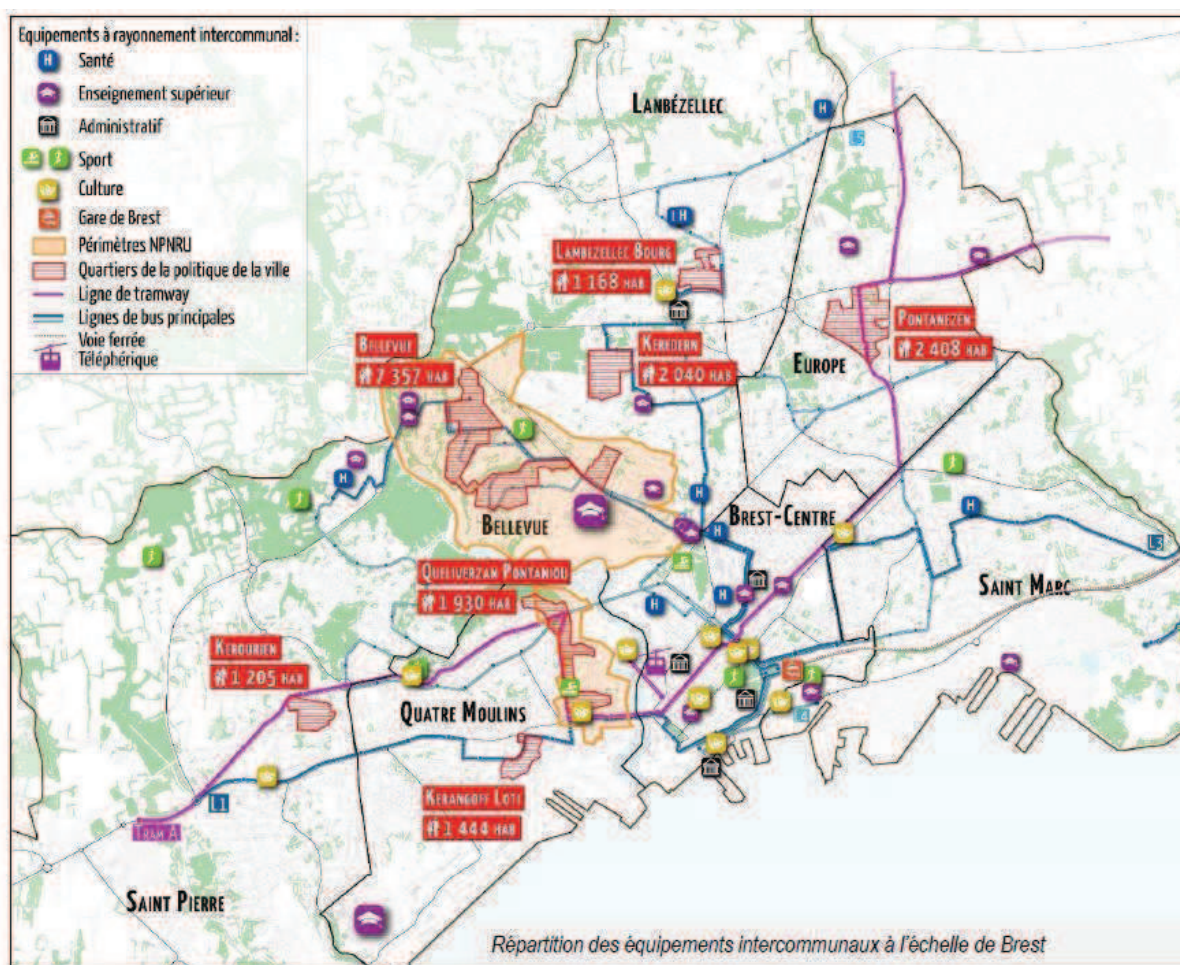 Equipements à rayonnement intercommunal :
H Santé
Enseignement supérieur
Administratif
Sport
Culture
Gare de Brest
Périmètres NPNRU
Quartiers de la politique de la ville
Ligne de tramway
Lignes de bus principales
Voie ferrée
Téléphérique
LANBÉZELLEC
H
L5
H
LAMBEZELLEC BOURG
1 168 HAB
BELLEVUE
7 357 HAB
KEREDERN
2 040 HAB
PONTANEZEN
2 408 HAB
EUROPE
H
BELLEVUE
H
H
BREST-CENTRE
H
L3
SAINT MARC
QUELIVERZAN PONTANIOU
1 930 HAB
H
H
KEROURIEN
1 205 HAB
QUATRE MOULINS
L4
KERANGOFF LOTI
1 444 HAB
L1
TRAM A
SAINT PIERRE
Répartition des équipements intercommunaux à l'échelle de Brest